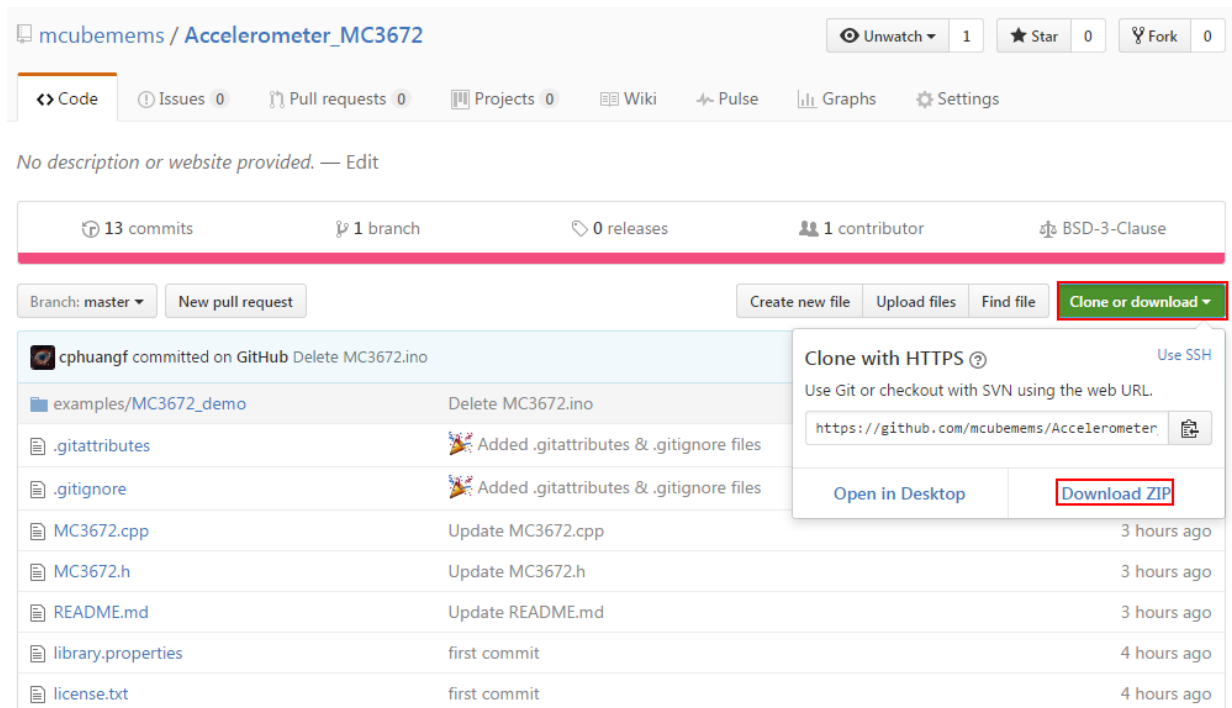 mcubemems / Accelerometer_MC3672
Unwatch 1 Star 0 Fork 0
Code Issues 0 Pull requests 0 Projects 0 Wiki Pulse Graphs Settings
No description or website provided. — Edit
13 commits 1 branch 0 releases 1 contributor BSD-3-Clause
Branch: master New pull request Create new file Upload files Find file Clone or download
cphuangf committed on GitHub Delete MC3672.ino
Clone with HTTPS Use SSH
Use Git or checkout with SVN using the web URL.
https://github.com/mcubemems/Accelerometer_
Open in Desktop Download ZIP
examples/MC3672_demo Delete MC3672.ino
.gitattributes Added .gitattributes & .gitignore files
.gitignore Added .gitattributes & .gitignore files
MC3672.cpp Update MC3672.cpp 3 hours ago
MC3672.h Update MC3672.h 3 hours ago
README.md Update README.md 3 hours ago
library.properties first commit 4 hours ago
license.txt first commit 4 hours ago